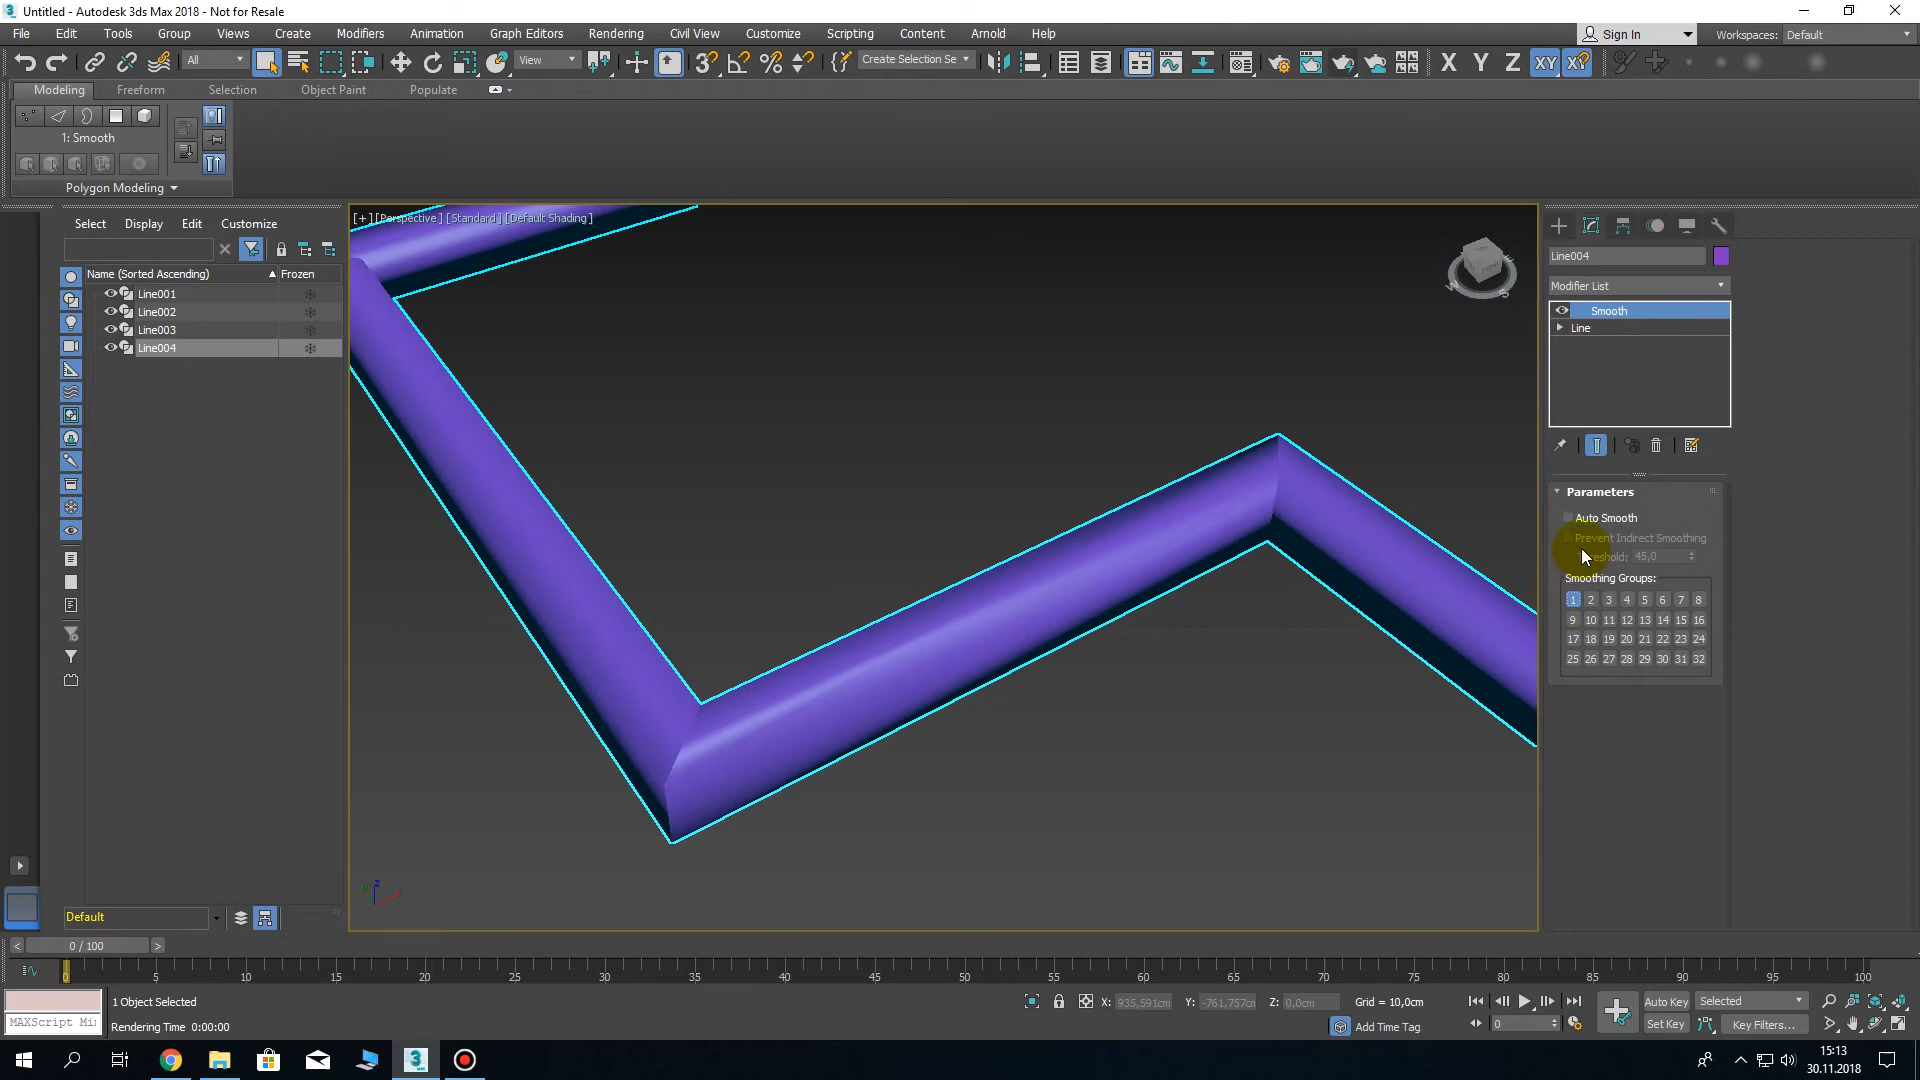 Untitled - Autodesk 3ds Max 2018 - Not for Resale
File Edit Tools Group Views Create Modifiers Animation Graph Editors Rendering Civil View Customize Scripting Content Arnold Help
Sign In Workspaces: Default
All View Create Selection Se X Y Z XY
Modeling Freeform Selection Object Paint Populate
1: Smooth
Polygon Modeling
Select Display Edit Customize
[+] [Perspective] [Standard] [Default Shading]
Name (Sorted Ascending) Frozen
Line001
Line002
Line003
Line004
Line004
Modifier List
Smooth
Line
Parameters
Auto Smooth
Prevent Indirect Smoothing
45,0
Smoothing Groups:
1 2 3 4 5 6 7 8
9 10 11 12 13 14 15 16
17 18 19 20 21 22 23 24
25 26 27 28 29 30 31 32
Default
0 / 100
0 5 10 15 20 25 30 35 40 45 50 55 60 65 70 75 80 85 90 95 100
1 Object Selected X: 935,591cm Y: -761,757cm Z: 0,0cm Grid = 10,0cm Auto Key Selected
MAXScript Mi Rendering Time 0:00:00 Add Time Tag 0 Set Key Key Filters...
15:13
30.11.2018